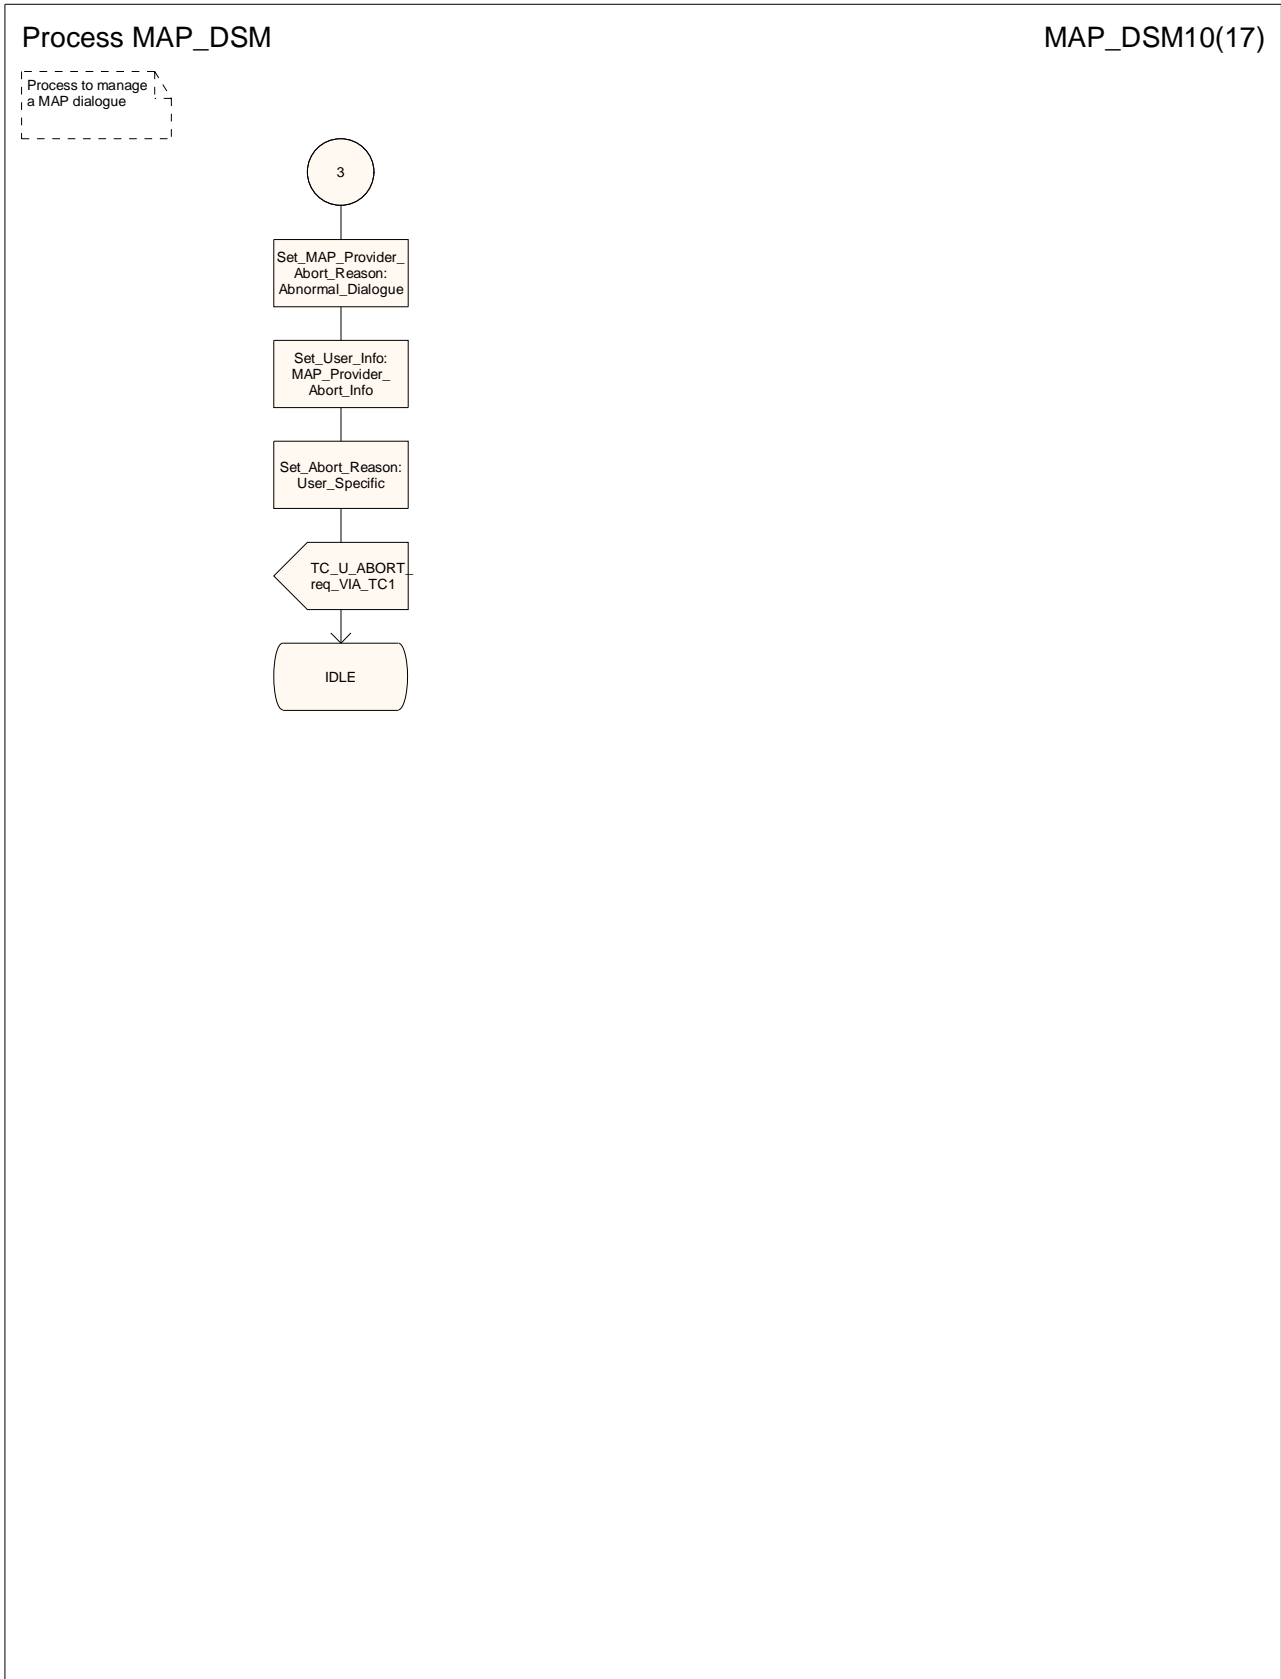 Process MAP_DSM
MAP_DSM10(17)
Process to manage
a MAP dialogue
3
Set_MAP_Provider_
Abort_Reason:
Abnormal_Dialogue
Set_User_Info:
MAP_Provider_
Abort_Info
Set_Abort_Reason:
User_Specific
TC_U_ABORT_
req_VIA_TC1
IDLE